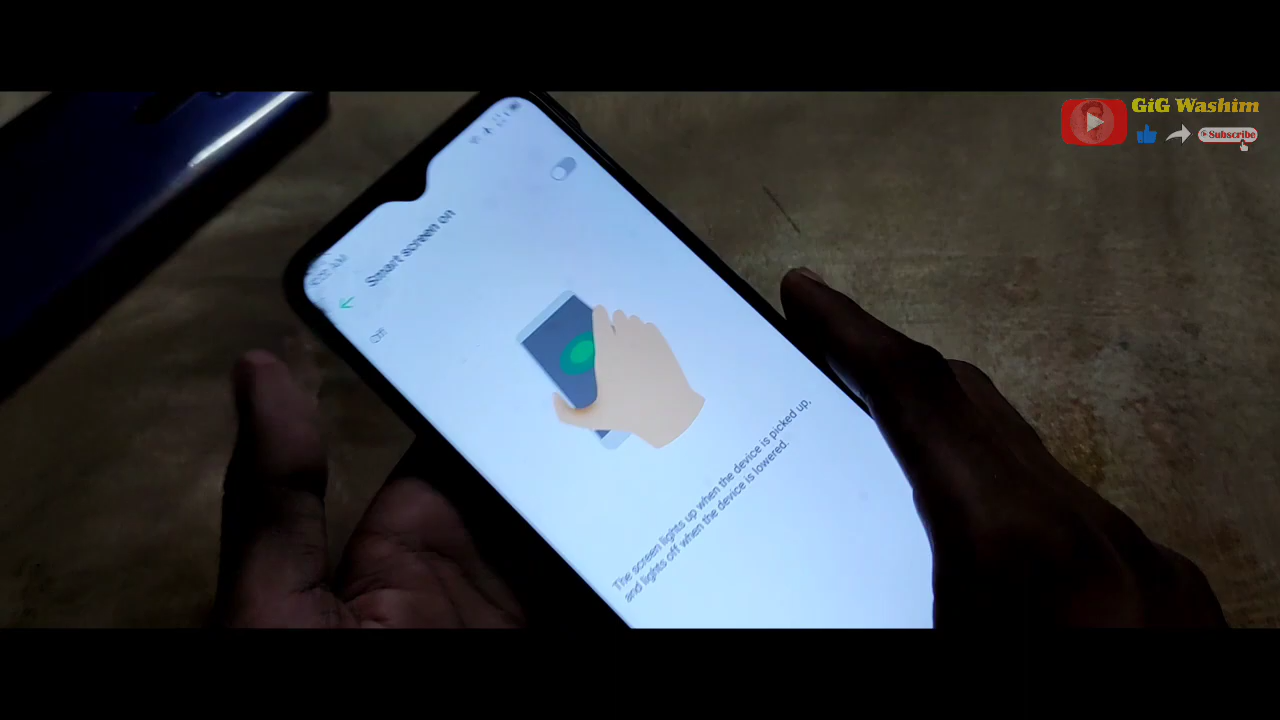 GiG Washim
Subscribe
Smart screen on
Off
The screen lights up when the device is picked up,
and lights off when the device is lowered.